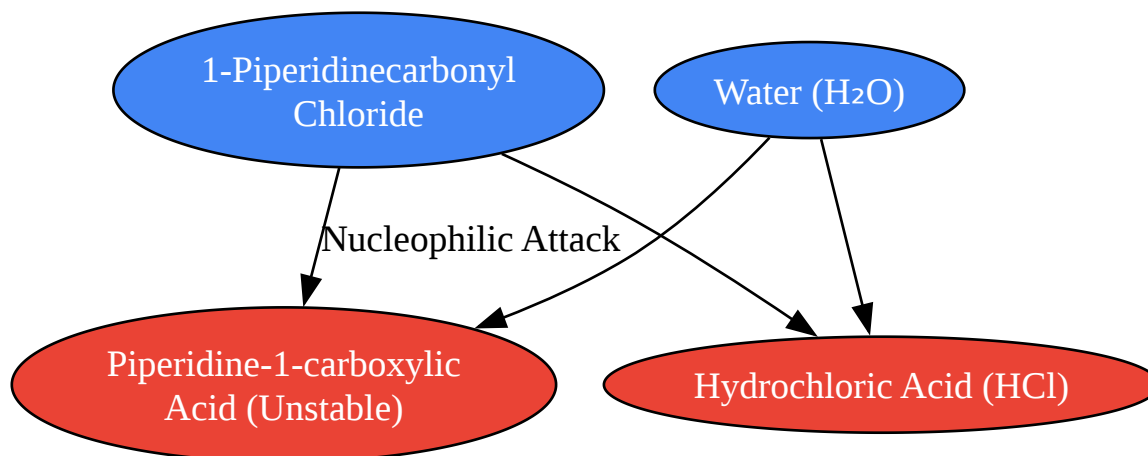 1-Piperidinecarbonyl
Chloride
Water (H₂O)
Nucleophilic Attack
Piperidine-1-carboxylic
Acid (Unstable)
Hydrochloric Acid (HCl)